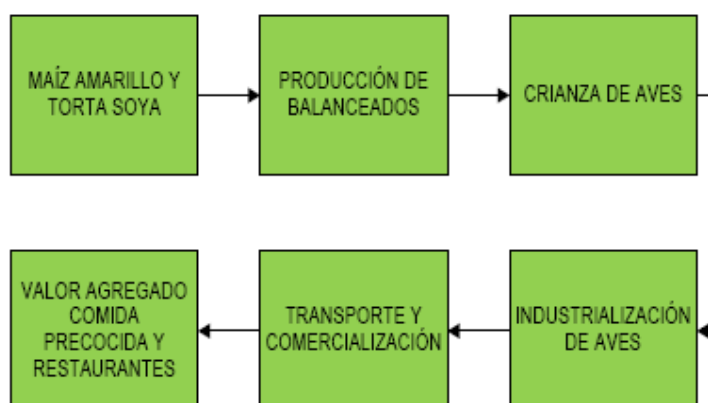 MAÍZ AMARILLO Y
TORTA SOYA
PRODUCCIÓN DE
BALANCEADOS
CRIANZA DE AVES
VALOR AGREGADO
COMIDA
PRECOCIDA Y
RESTAURANTES
TRANSPORTE Y
COMERCIALIZACIÓN
INDUSTRIALIZACIÓN
DE AVES